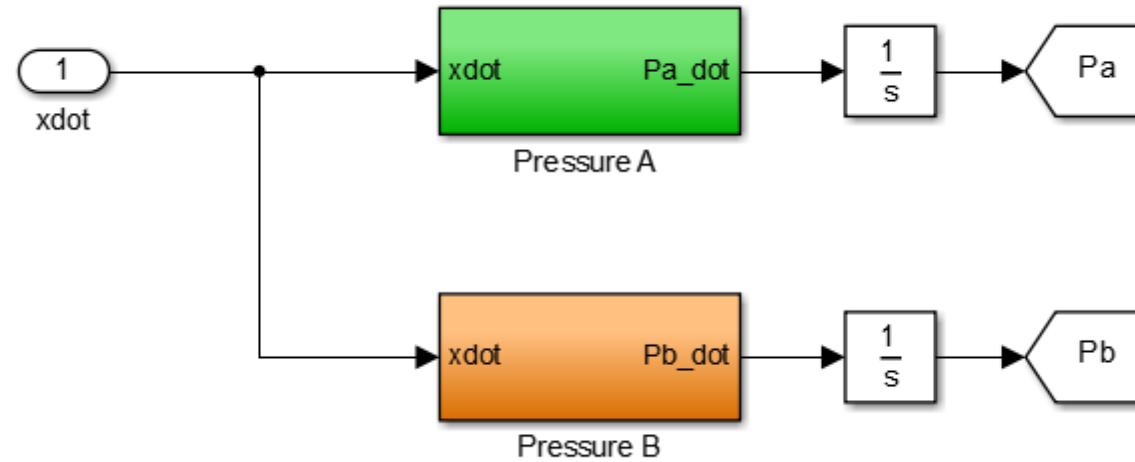 1
xdot
xdot
Pa_dot
Pressure A
1
s
Pa
xdot
Pb_dot
Pressure B
1
s
Pb